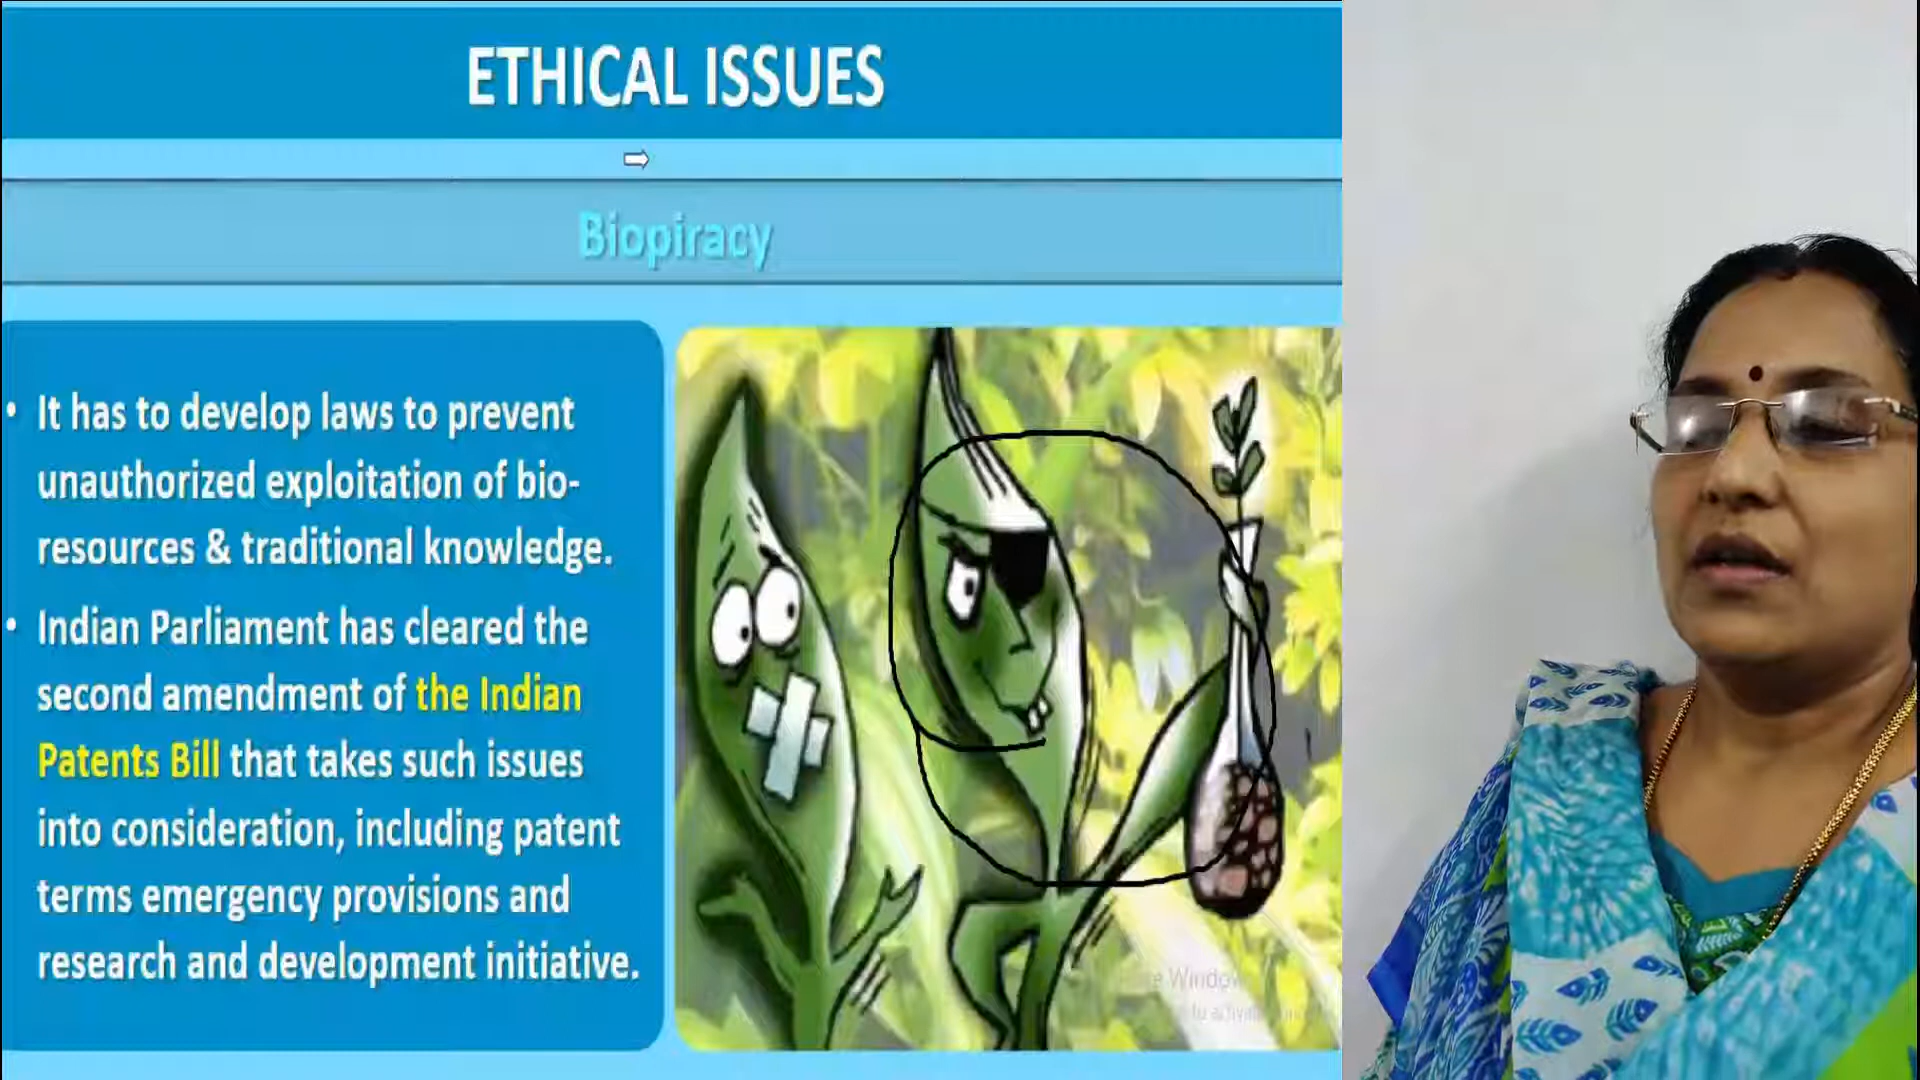 ETHICAL ISSUES
Biopiracy
• It has to develop laws to prevent
unauthorized exploitation of bio-
resources & traditional knowledge.
• Indian Parliament has cleared the
second amendment of the Indian
Patents Bill that takes such issues
into consideration, including patent
terms emergency provisions and
research and development initiative.